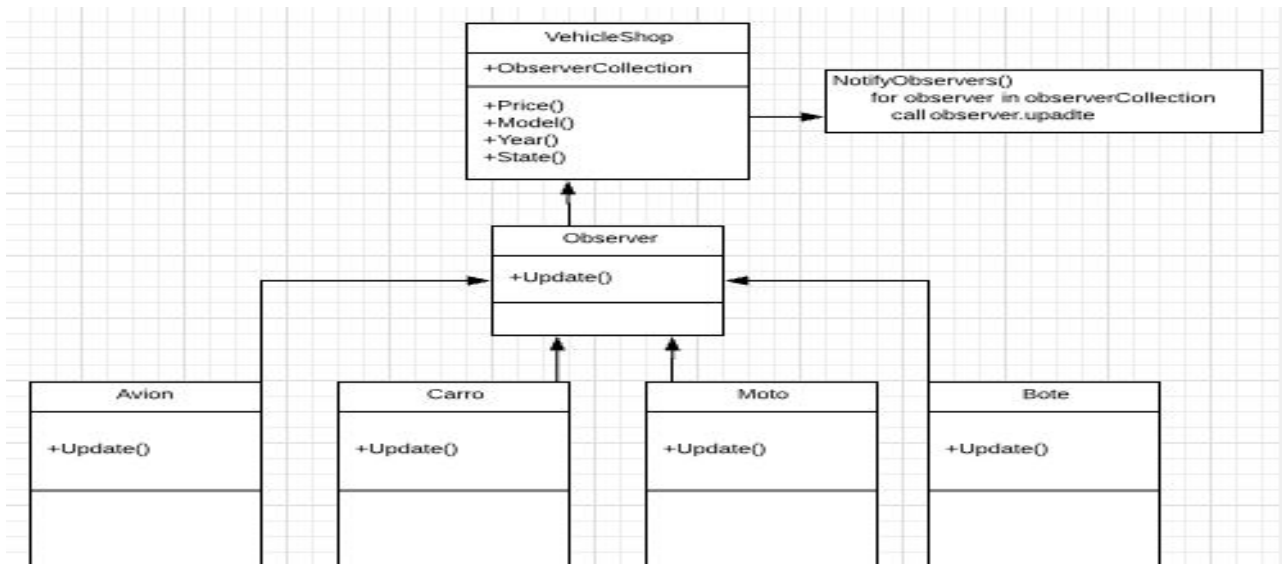 VehicleShop
+ObserverCollection
+Price()
+Model()
+Year()
+State()
NotifyObservers()
for observer in observerCollection
call observer.upadte
Observer
+Update()
Avion
+Update()
Carro
+Update()
Moto
+Update()
Bote
+Update()